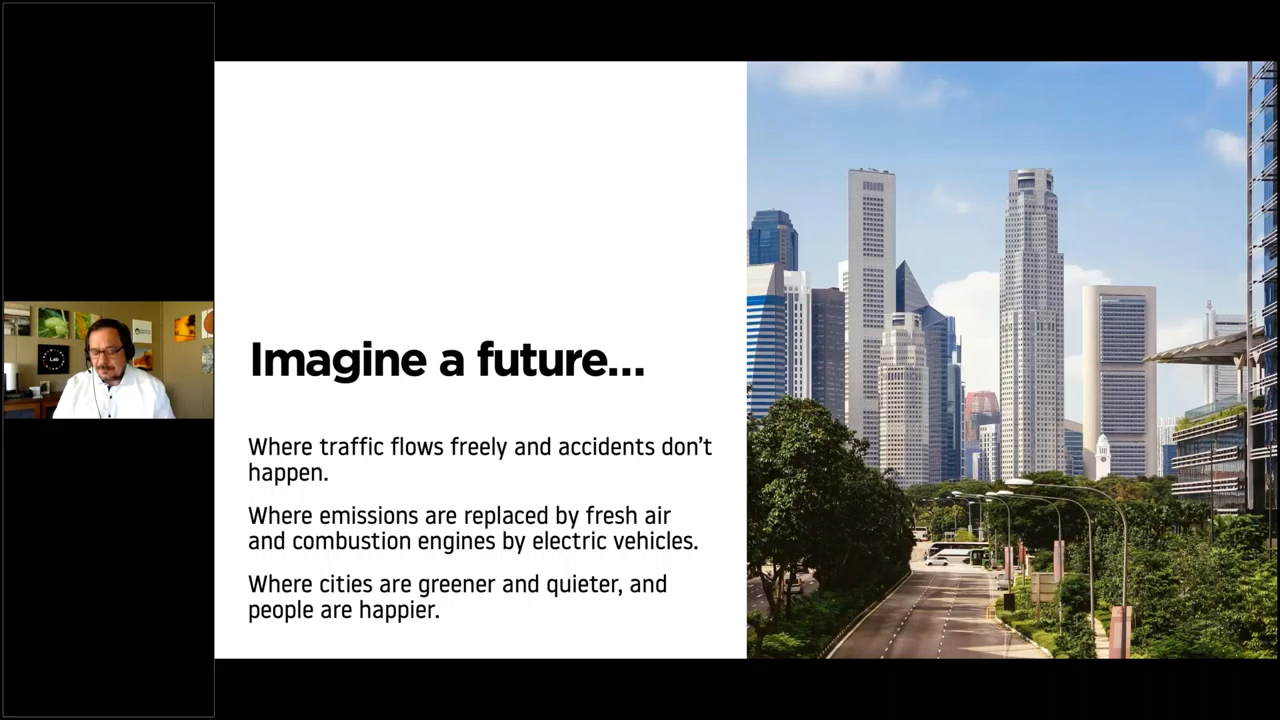 Imagine a future...
Where traffic flows freely and accidents don't
happen.
Where emissions are replaced by fresh air
and combustion engines by electric vehicles.
Where cities are greener and quieter, and
people are happier.